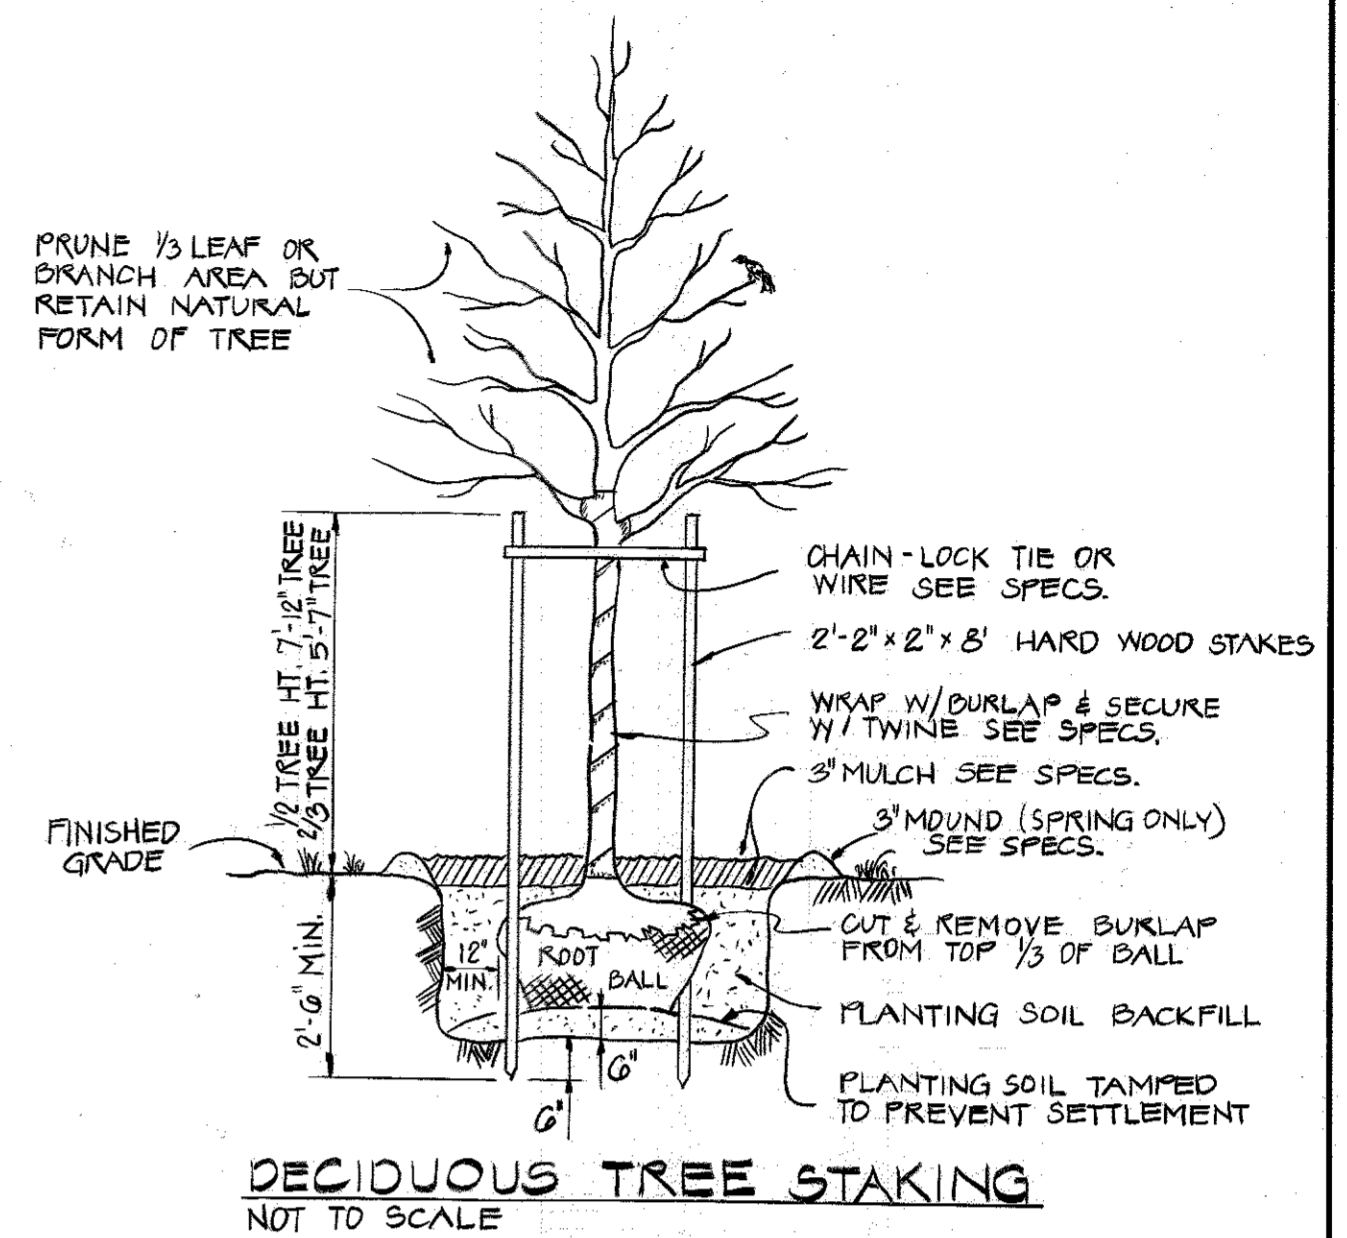 PRUNE 1/3 LEAF OR
BRANCH AREA BUT
RETAIN NATURAL
FORM OF TREE
1/2 TREE HT. 7'-12" TREE
2/3 TREE HT. 5'-7" TREE
CHAIN-LOCK TIE OR
WIRE SEE SPECS.
2'-2" x 2" x 8' HARD WOOD STAKES
WRAP W/BURLAP & SECURE
W/ TWINE SEE SPECS.
3" MULCH SEE SPECS.
3" MOUND (SPRING ONLY)
SEE SPECS.
FINISHED
GRADE
2'-6" MIN.
12"
MIN.
ROOT
BALL
CUT & REMOVE BURLAP
FROM TOP 1/3 OF BALL
PLANTING SOIL BACKFILL
6"
6"
PLANTING SOIL TAMPED
TO PREVENT SETTLEMENT
DECIDUOUS TREE STAKING
NOT TO SCALE